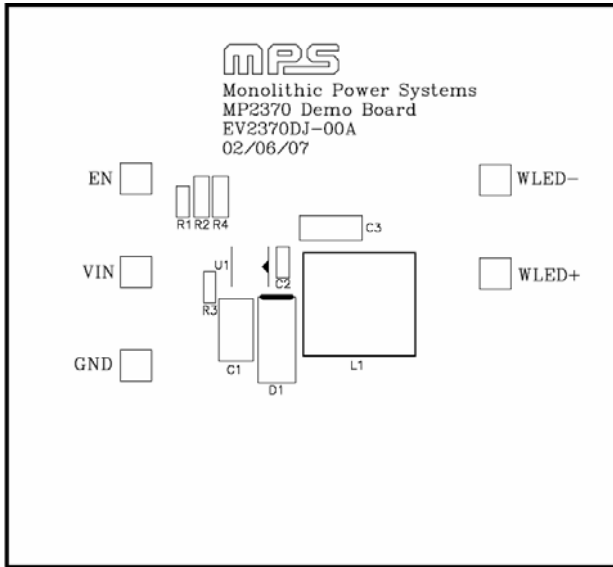 MPS
Monolithic Power Systems
MP2370 Demo Board
EV2370DJ-00A
02/06/07
EN
WLED-
R1 R2 R4
C3
VIN
U1
C2
WLED+
R3
GND
C1
D1
L1